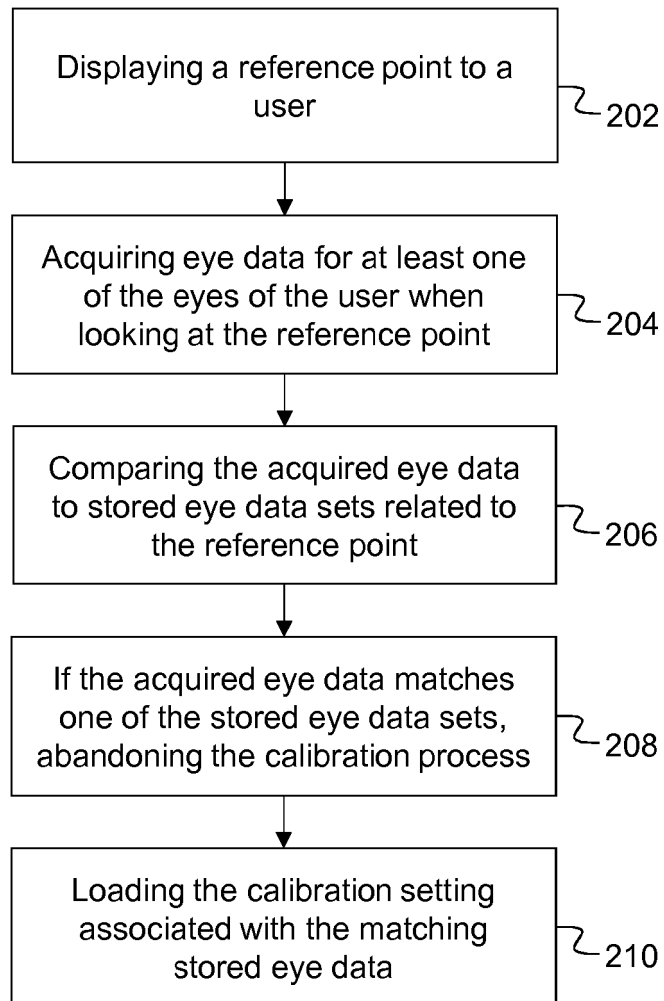 Displaying a reference point to a
user
202
Acquiring eye data for at least one
of the eyes of the user when
looking at the reference point
204
Comparing the acquired eye data
to stored eye data sets related to
the reference point
206
If the acquired eye data matches
one of the stored eye data sets,
abandoning the calibration process
208
Loading the calibration setting
associated with the matching
stored eye data
210